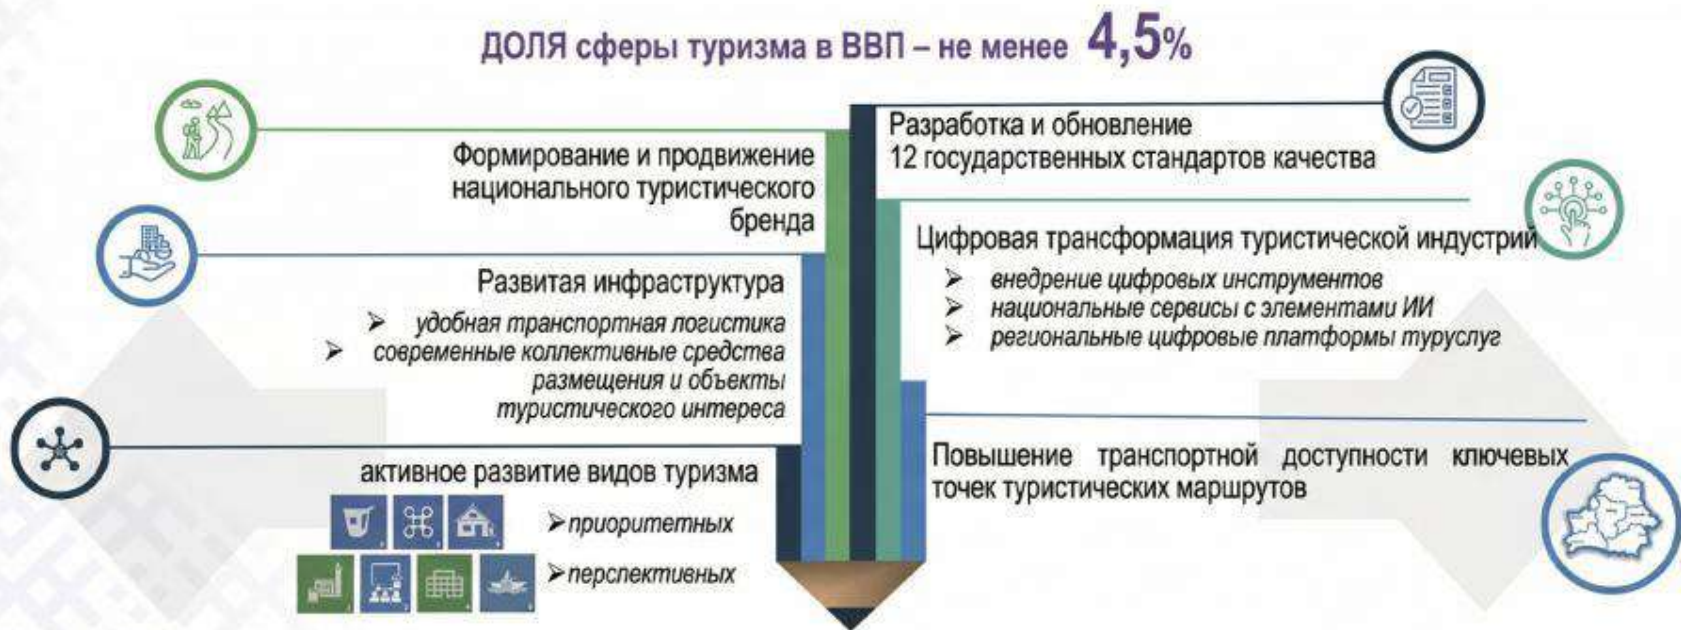 ДОЛЯ сферы туризма в ВВП – не менее 4,5%
Формирование и продвижение
национального туристического
бренда
Развитая инфраструктура
➢ удобная транспортная логистика
➢ современные коллективные средства
размещения и объекты
туристического интереса
активное развитие видов туризма
➢ приоритетных
➢ перспективных
Разработка и обновление
12 государственных стандартов качества
Цифровая трансформация туристической индустрий
➢ внедрение цифровых инструментов
➢ национальные сервисы с элементами ИИ
➢ региональные цифровые платформы туруслуг
Повышение транспортной доступности ключевых
точек туристических маршрутов